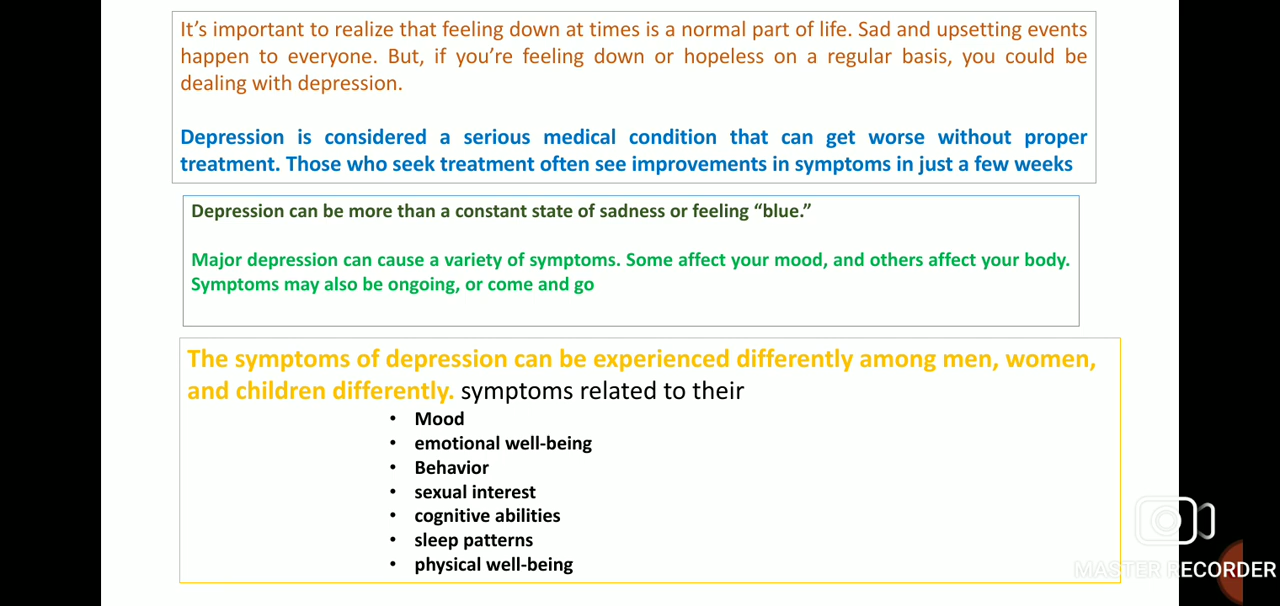 It’s important to realize that feeling down at times is a normal part of life. Sad and upsetting events
happen to everyone. But, if you’re feeling down or hopeless on a regular basis, you could be
dealing with depression.
Depression is considered a serious medical condition that can get worse without proper
treatment. Those who seek treatment often see improvements in symptoms in just a few weeks
Depression can be more than a constant state of sadness or feeling “blue.”
Major depression can cause a variety of symptoms. Some affect your mood, and others affect your body.
Symptoms may also be ongoing, or come and go
The symptoms of depression can be experienced differently among men, women,
and children differently. symptoms related to their
• Mood
• emotional well-being
• Behavior
• sexual interest
• cognitive abilities
• sleep patterns
• physical well-being
MASTER RECORDER